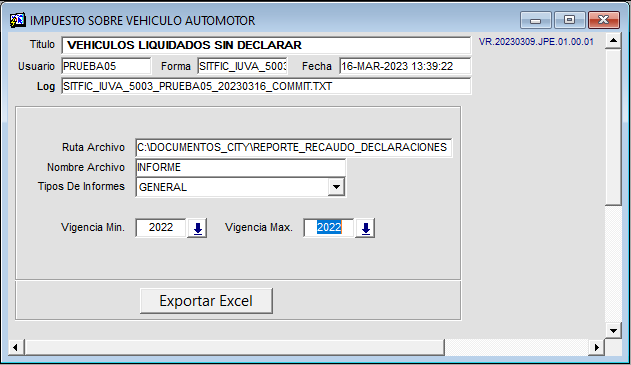 IMPUESTO SOBRE VEHICULO AUTOMOTOR
Titulo VEHICULOS LIQUIDADOS SIN DECLARAR VR.20230309.JPE.01.00.01
Usuario PRUEBA05 Forma SITFIC_IUVA_5003 Fecha 16-MAR-2023 13:39:22
Log SITFIC_IUVA_5003_PRUEBA05_20230316_COMMIT.TXT
Ruta Archivo C:\DOCUMENTOS_CITY\REPORTE_RECAUDO_DECLARACIONES
Nombre Archivo INFORME
Tipos De Informes GENERAL
Vigencia Min. 2022 Vigencia Max. 2022
Exportar Excel